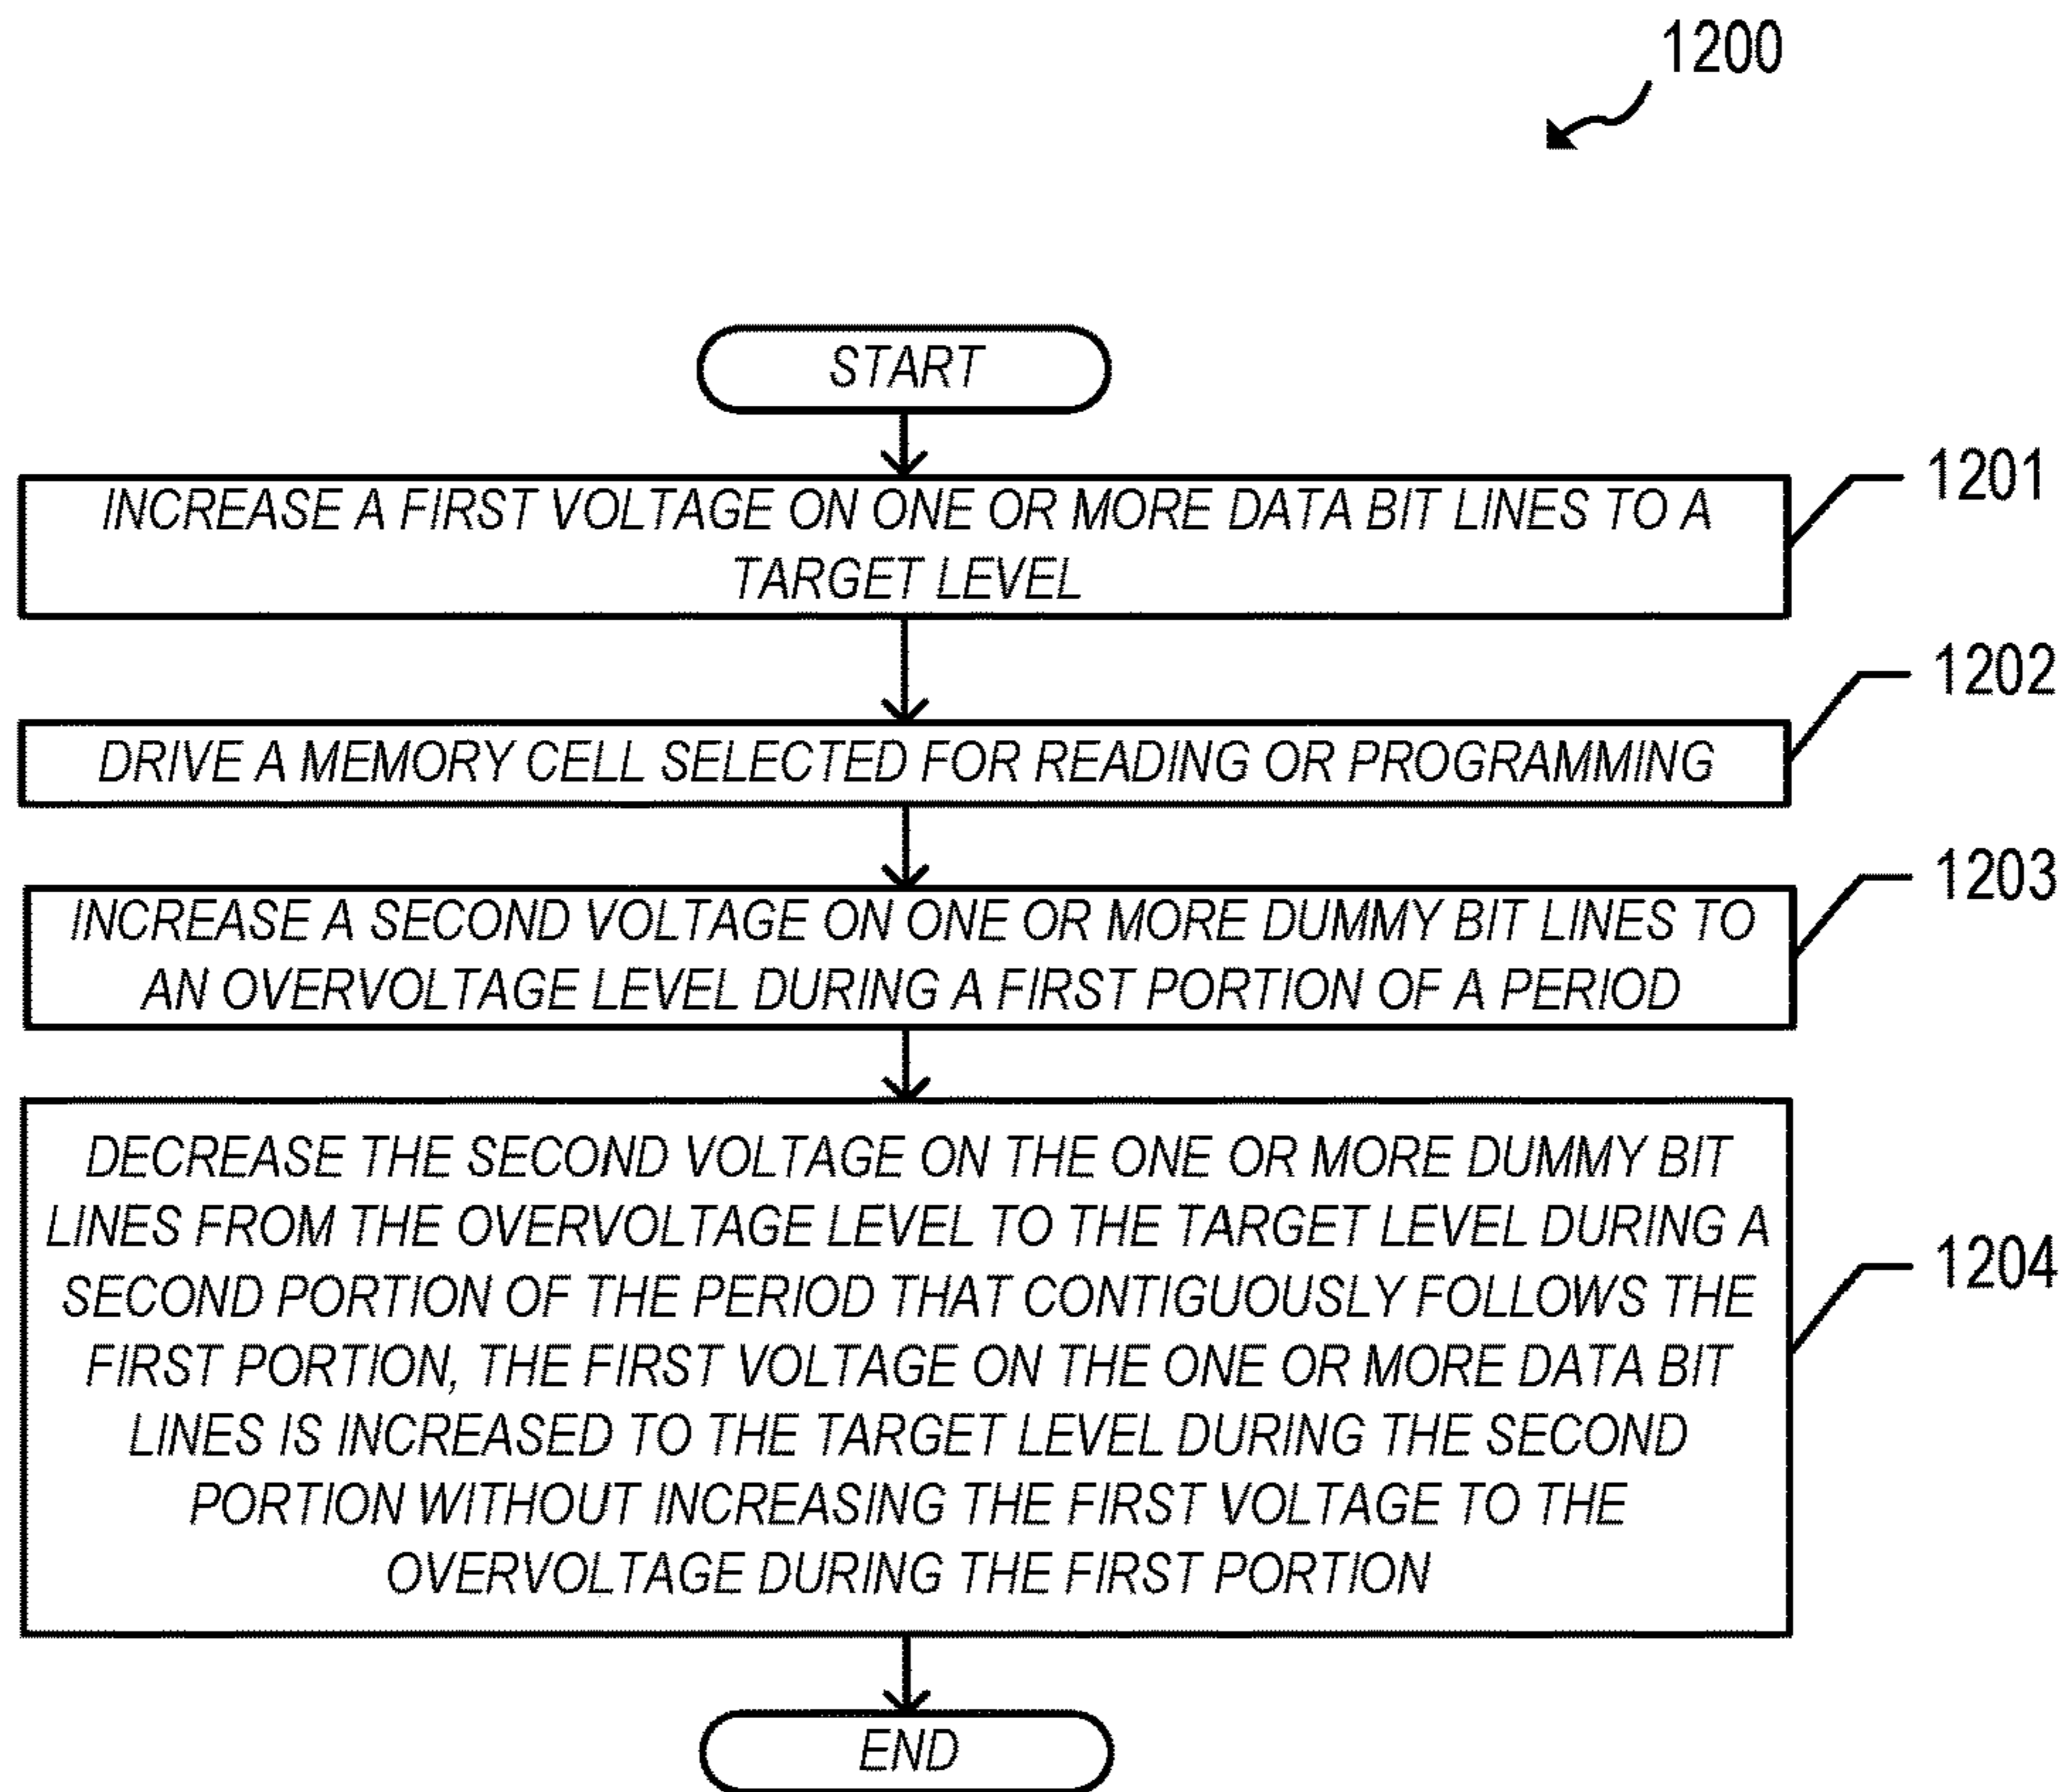 1200
START
INCREASE A FIRST VOLTAGE ON ONE OR MORE DATA BIT LINES TO A
TARGET LEVEL
1201
DRIVE A MEMORY CELL SELECTED FOR READING OR PROGRAMMING
1202
INCREASE A SECOND VOLTAGE ON ONE OR MORE DUMMY BIT LINES TO
AN OVERVOLTAGE LEVEL DURING A FIRST PORTION OF A PERIOD
1203
DECREASE THE SECOND VOLTAGE ON THE ONE OR MORE DUMMY BIT
LINES FROM THE OVERVOLTAGE LEVEL TO THE TARGET LEVEL DURING A
SECOND PORTION OF THE PERIOD THAT CONTIGUOUSLY FOLLOWS THE
FIRST PORTION, THE FIRST VOLTAGE ON THE ONE OR MORE DATA BIT
LINES IS INCREASED TO THE TARGET LEVEL DURING THE SECOND
PORTION WITHOUT INCREASING THE FIRST VOLTAGE TO THE
OVERVOLTAGE DURING THE FIRST PORTION
1204
END